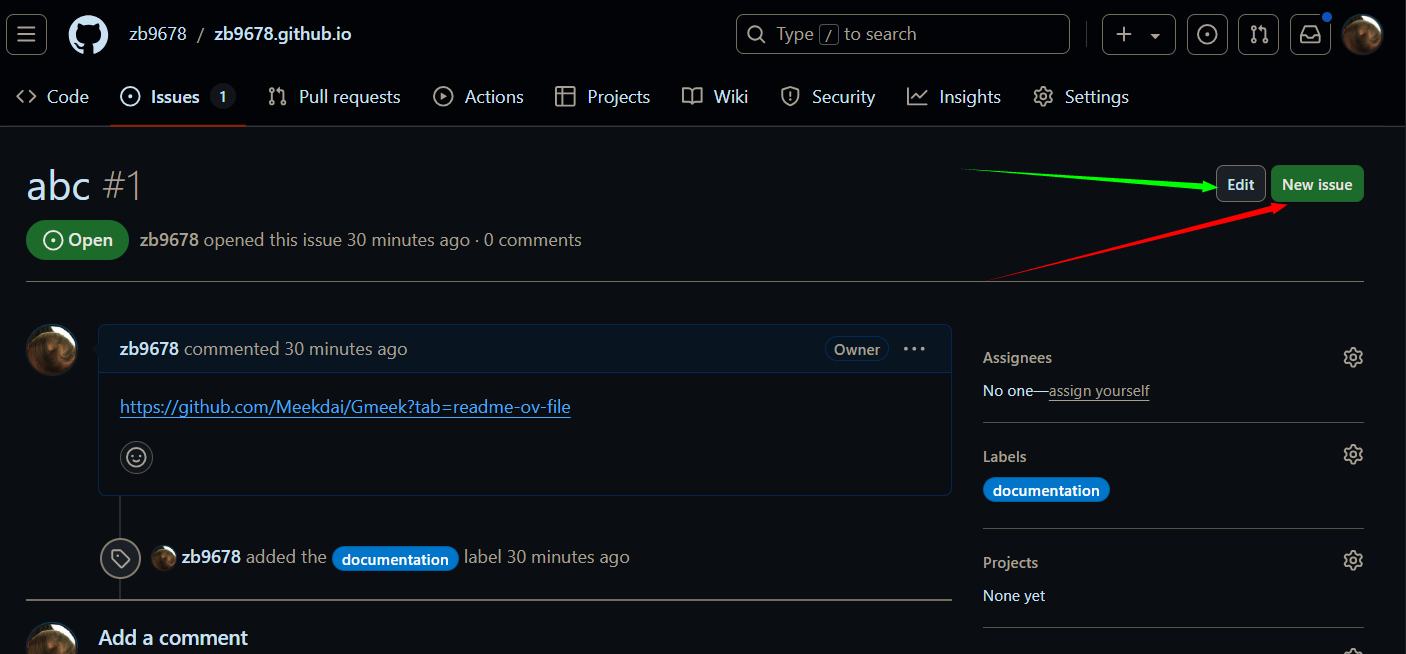 zb9678 / zb9678.github.io
Type / to search
Code
Issues 1
Pull requests
Actions
Projects
Wiki
Security
Insights
Settings
abc #1
Edit
New issue
Open
zb9678 opened this issue 30 minutes ago · 0 comments
zb9678 commented 30 minutes ago
Owner
https://github.com/Meekdai/Gmeek?tab=readme-ov-file
zb9678 added the documentation label 30 minutes ago
Add a comment
Assignees
No one—assign yourself
Labels
documentation
Projects
None yet